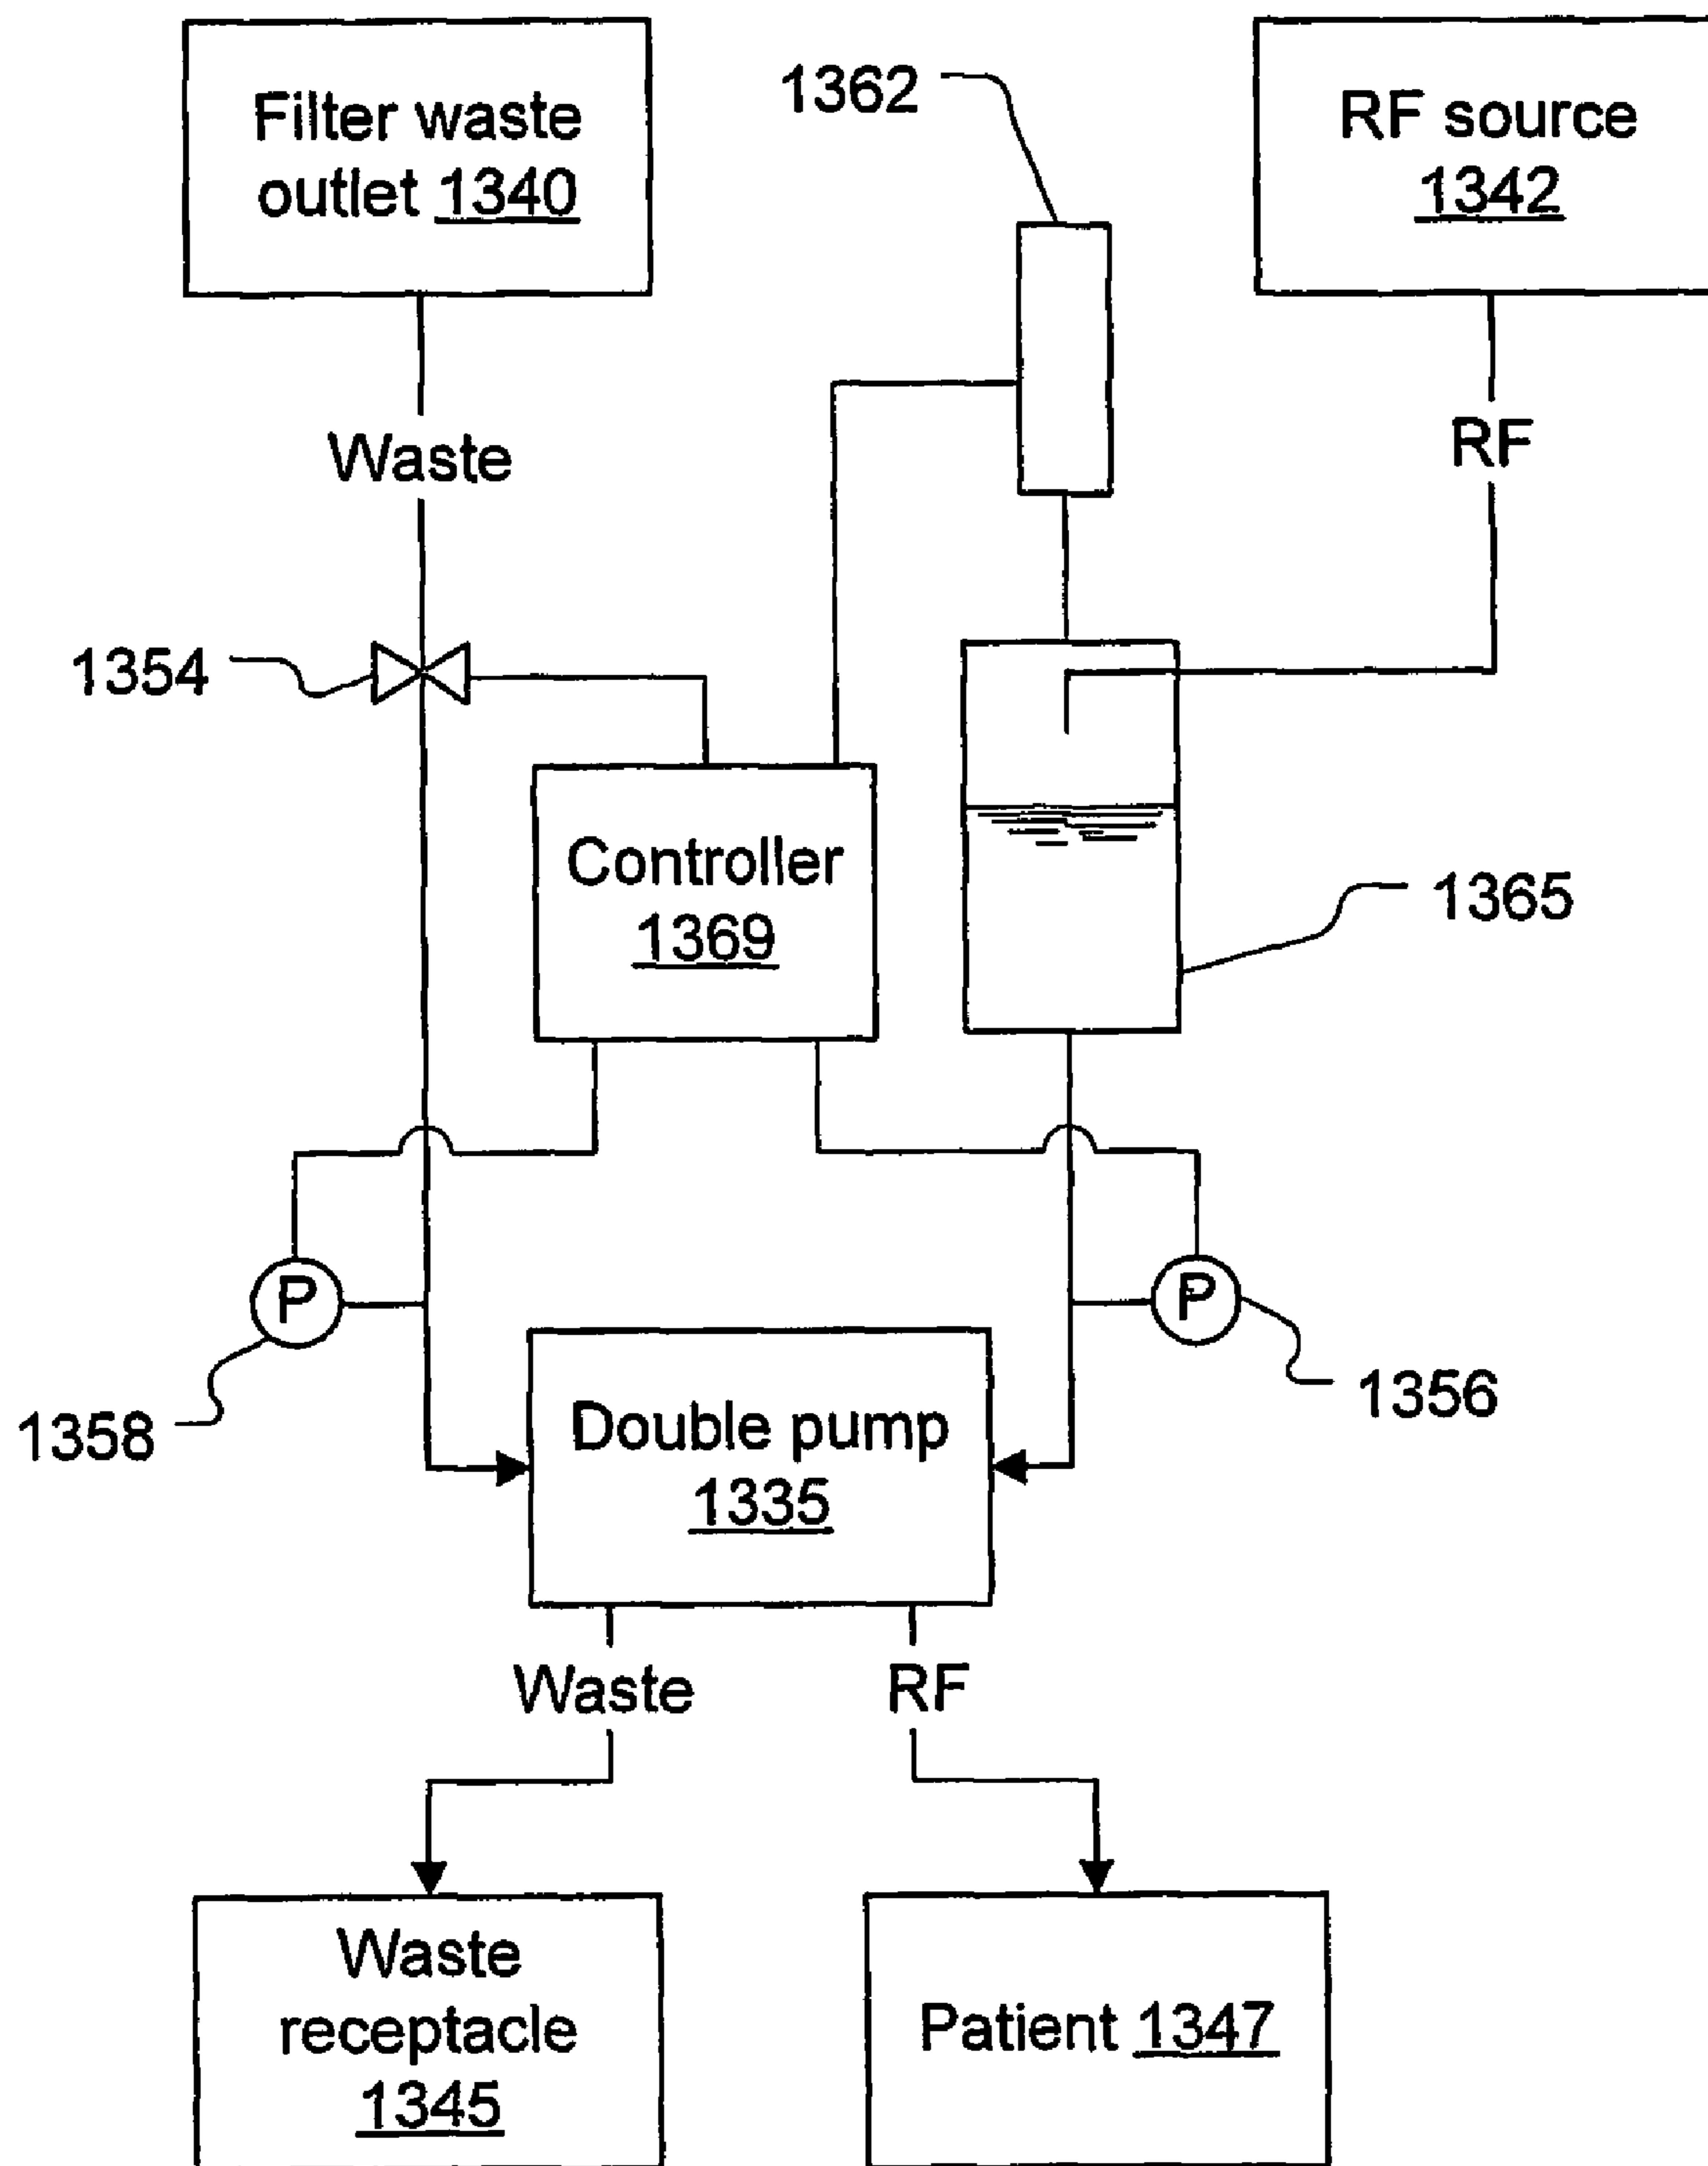 Filter waste
outlet 1340
1362
RF source
1342
Waste
RF
1354
Controller
1369
1365
P
P
1358
1356
Double pump
1335
Waste
RF
Waste
receptacle
1345
Patient 1347